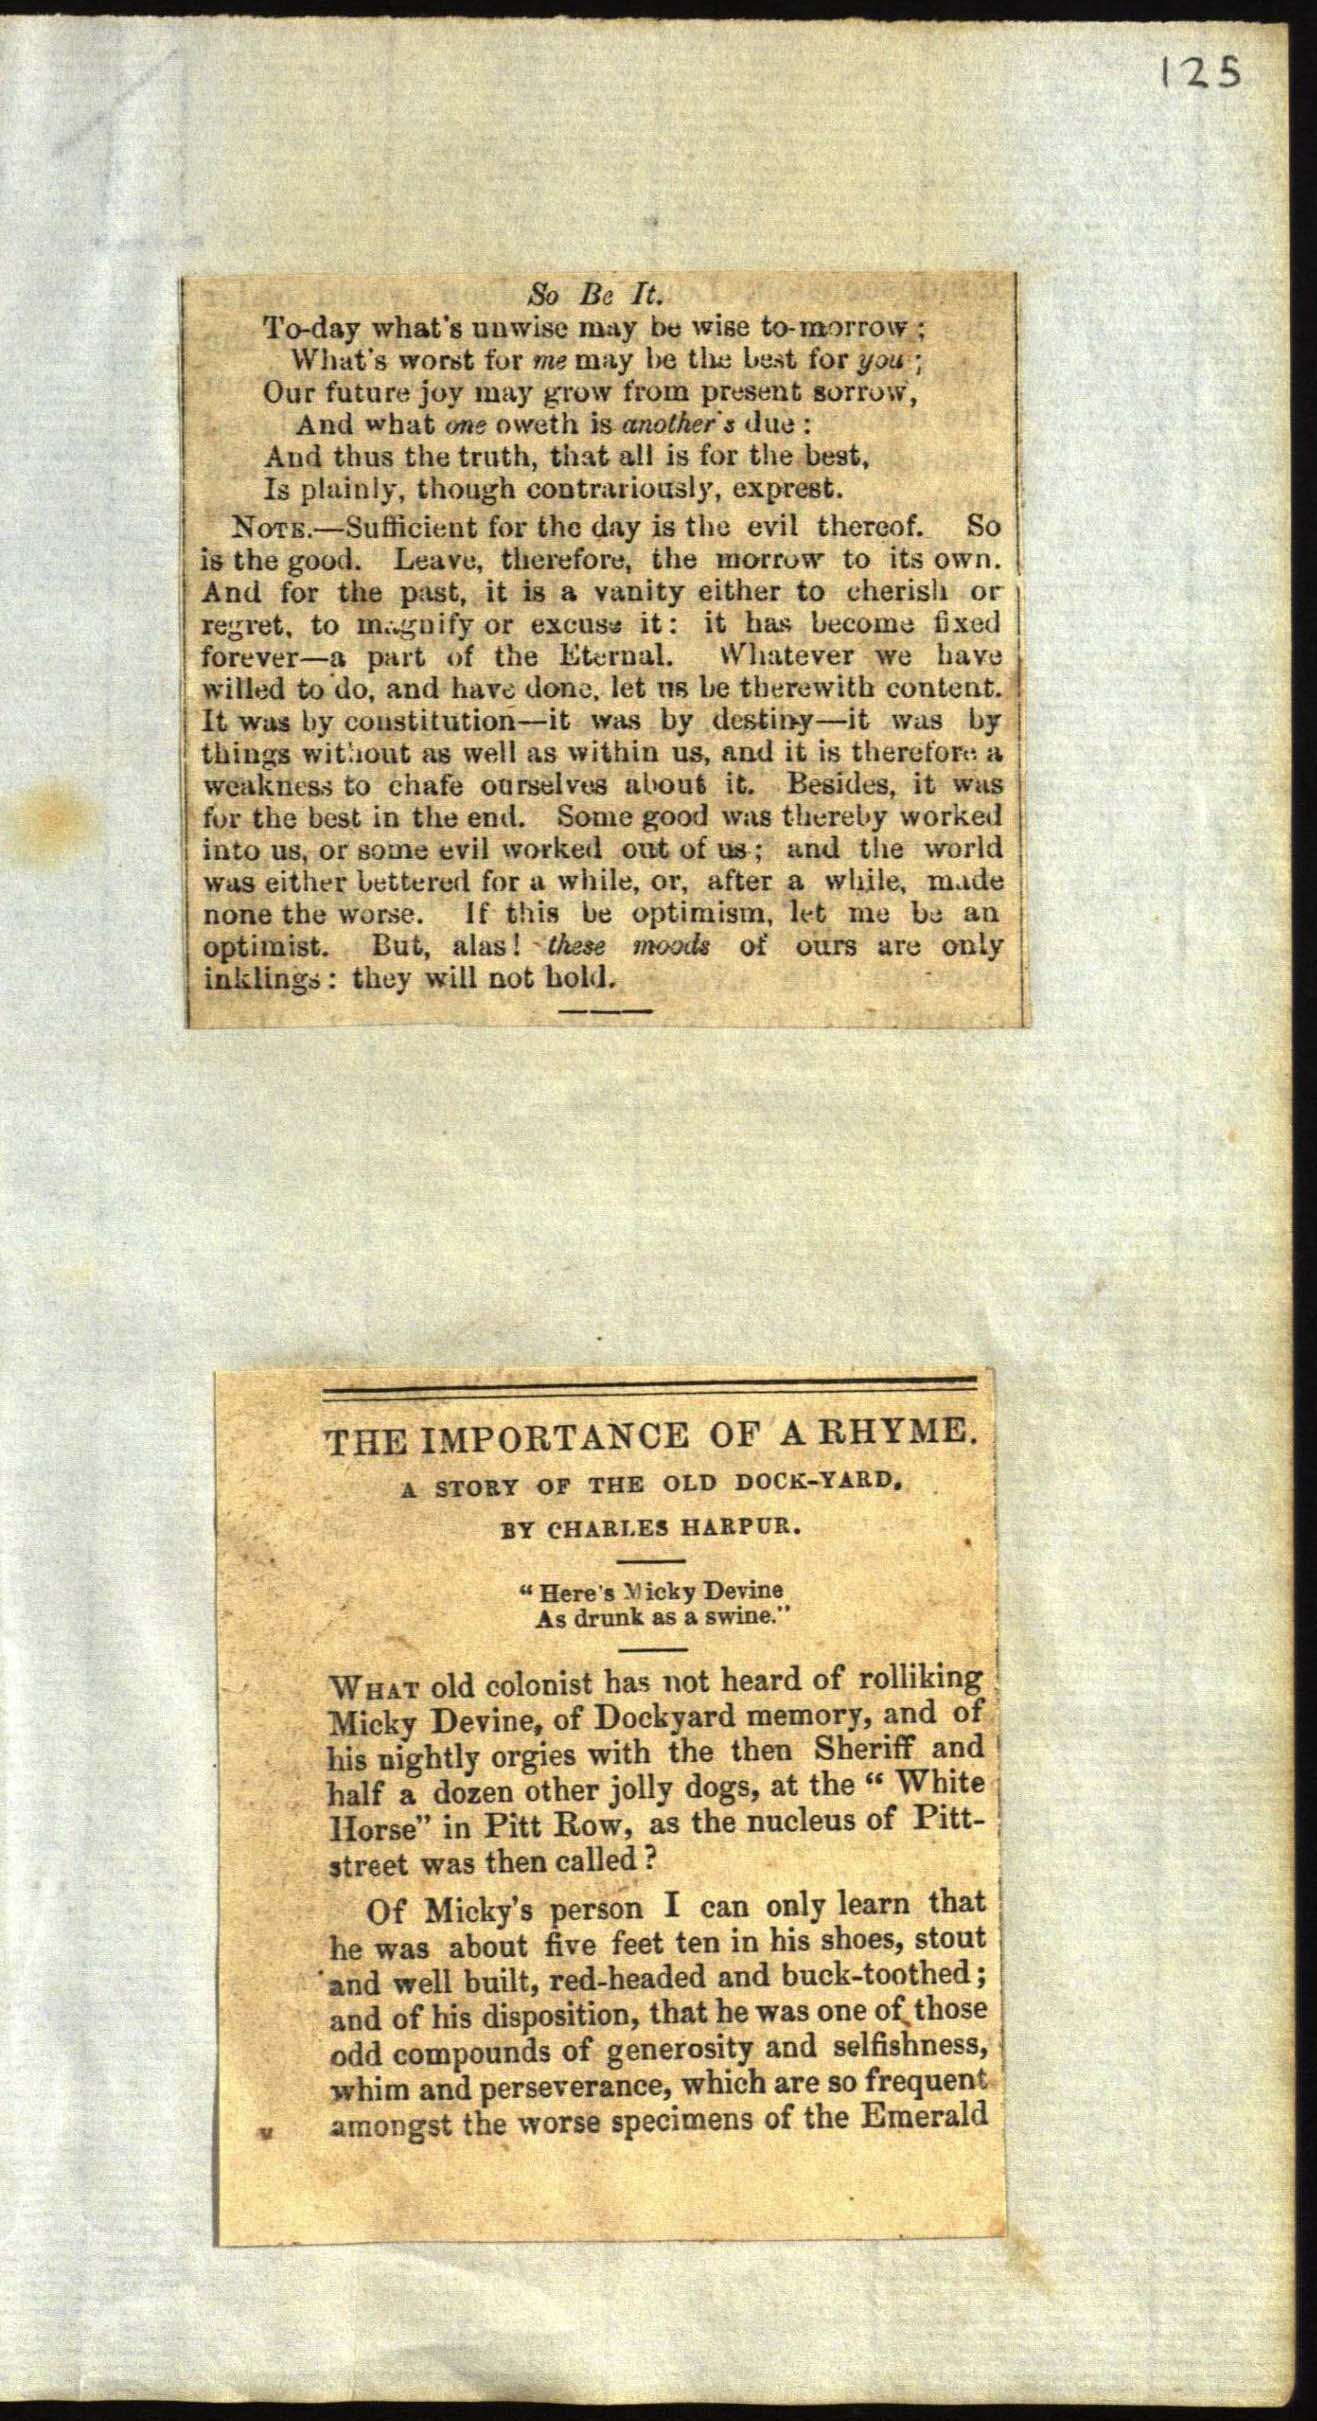 125
So Be It.
To-day what's unwise may be wise to-morrow ;
What's worst for me may be the best for you ;
Our future joy may grow from present sorrow,
And what one oweth is another's due :
And thus the truth, that all is for the best,
Is plainly, though contrariously, exprest.
NOTE.—Sufficient for the day is the evil thereof. So
is the good. Leave, therefore, the morrow to its own.
And for the past, it is a vanity either to cherish or
regret, to magnify or excuse it: it has become fixed
forever—a part of the Eternal. Whatever we have
willed to do, and have done, let us be therewith content.
It was by constitution—it was by destiny—it was by
things without as well as within us, and it is therefore a
weakness to chafe ourselves about it. Besides, it was
for the best in the end. Some good was thereby worked
into us, or some evil worked out of us ; and the world
was either bettered for a while, or, after a while, made
none the worse. If this be optimism, let me be an
optimist. But, alas! these moods of ours are only
inklings : they will not hold.
THE IMPORTANCE OF A RHYME.
A STORY OF THE OLD DOCK-YARD,
BY CHARLES HARPUR.
"Here's Micky Devine
As drunk as a swine."
WHAT old colonist has not heard of rolliking
Micky Devine, of Dockyard memory, and of
his nightly orgies with the then Sheriff and
half a dozen other jolly dogs, at the "White
Horse" in Pitt Row, as the nucleus of Pitt-
street was then called ?
Of Micky's person I can only learn that
he was about five feet ten in his shoes, stout
and well built, red-headed and buck-toothed ;
and of his disposition, that he was one of those
odd compounds of generosity and selfishness,
whim and perseverance, which are so frequent
amongst the worse specimens of the Emerald